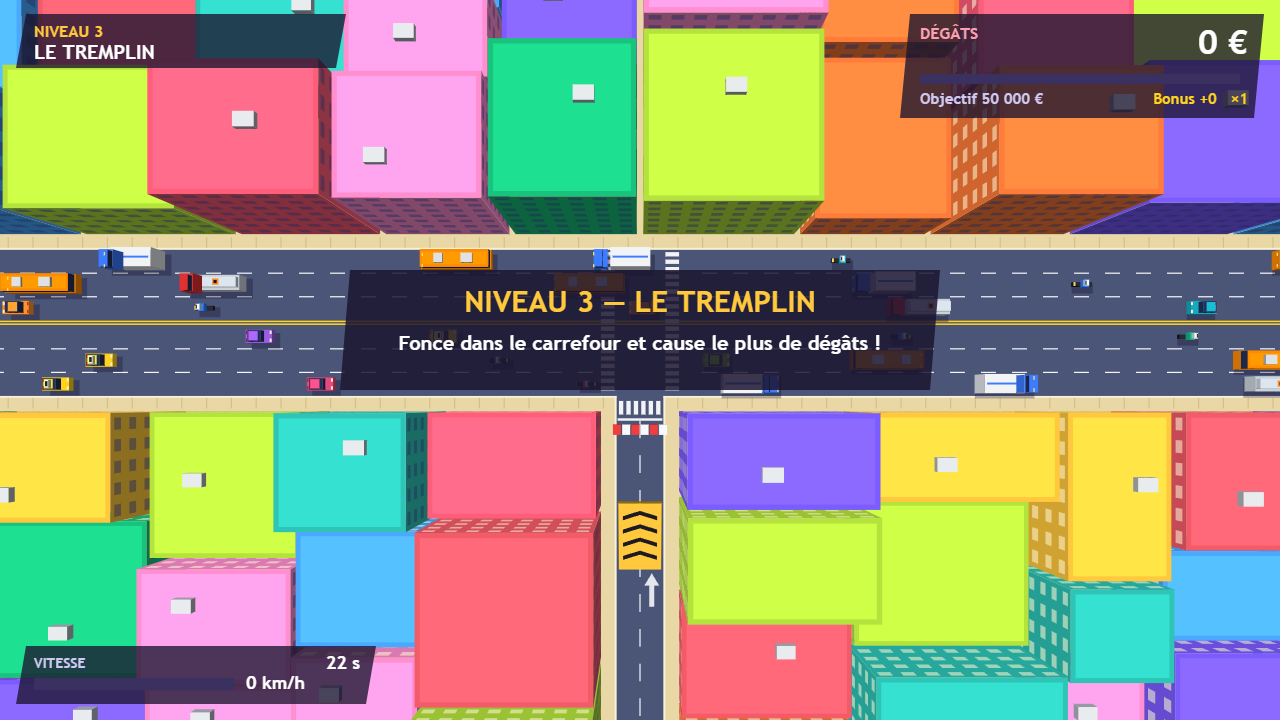 NIVEAU 3
LE TREMPLIN
DÉGÂTS
0 €
Objectif 50 000 €
Bonus +0 ×1
NIVEAU 3 — LE TREMPLIN
Fonce dans le carrefour et cause le plus de dégâts !
VITESSE
22 s
0 km/h